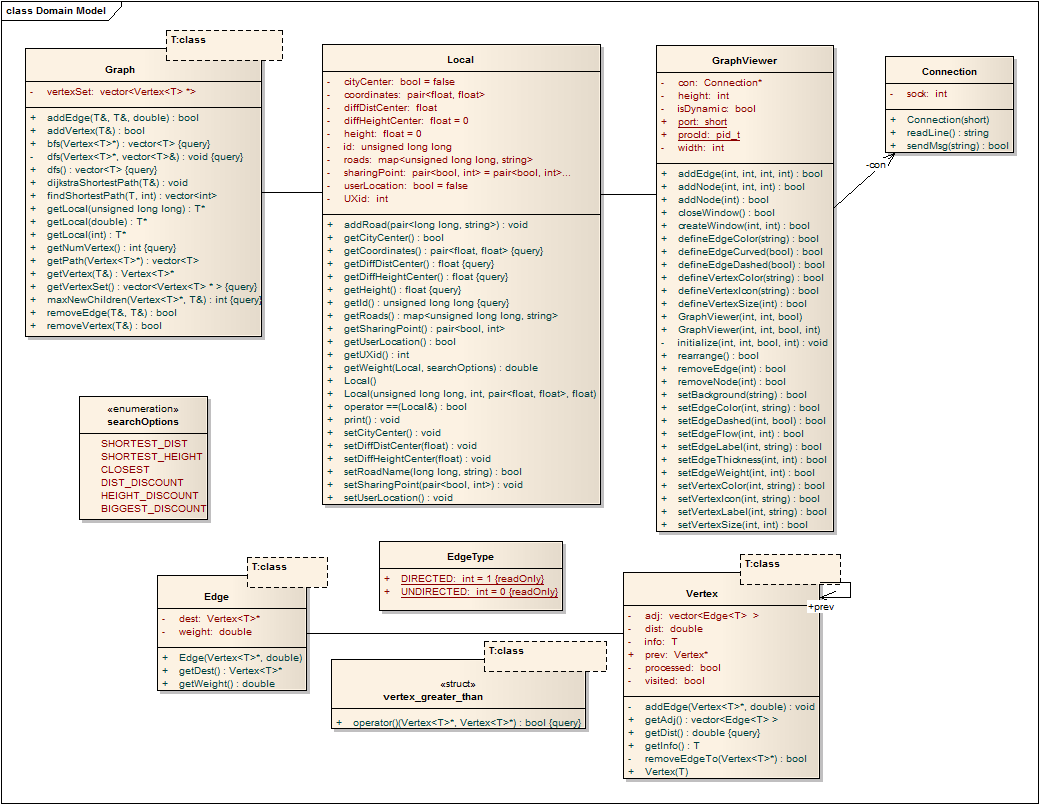 class Domain Model
T:class
Graph
- vertexSet: vector<Vertex<T> *>
+ addEdge(T&, T&, double) : bool
+ addVertex(T&) : bool
+ bfs(Vertex<T>*) : vector<T> {query}
- dfs(Vertex<T>*, vector<T>&) : void {query}
+ dfs() : vector<T> {query}
+ dijkstraShortestPath(T&) : void
+ findShortestPath(T, int) : vector<int>
+ getLocal(unsigned long long) : T*
+ getLocal(double) : T*
+ getLocal(int) : T*
+ getNumVertex() : int {query}
+ getPath(Vertex<T>*) : vector<T>
+ getVertex(T&) : Vertex<T>*
+ getVertexSet() : vector<Vertex<T> * > {query}
+ maxNewChildren(Vertex<T>*, T&) : int {query}
+ removeEdge(T&, T&) : bool
+ removeVertex(T&) : bool
Local
- cityCenter: bool = false
- coordinates: pair<float, float>
- diffDistCenter: float
- diffHeightCenter: float = 0
- height: float = 0
- id: unsigned long long
- roads: map<unsigned long long, string>
- sharingPoint: pair<bool, int> = pair<bool, int>...
- userLocation: bool = false
- UXid: int
+ addRoad(pair<long long, string>) : void
+ getCityCenter() : bool
+ getCoordinates() : pair<float, float> {query}
+ getDiffDistCenter() : float {query}
+ getDiffHeightCenter() : float {query}
+ getHeight() : float {query}
+ getId() : unsigned long long {query}
+ getRoads() : map<unsigned long long, string>
+ getSharingPoint() : pair<bool, int>
+ getUserLocation() : bool
+ getUXid() : int
+ getWeight(Local, searchOptions) : double
+ Local()
+ Local(unsigned long long, int, pair<float, float>, float)
+ operator ==(Local&) : bool
+ print() : void
+ setCityCenter() : void
+ setDiffDistCenter(float) : void
+ setDiffHeightCenter(float) : void
+ setRoadName(long long, string) : bool
+ setSharingPoint(pair<bool, int>) : void
+ setUserLocation() : void
GraphViewer
- con: Connection*
- height: int
- isDynamic: bool
+ port: short
+ procId: pid_t
- width: int
+ addEdge(int, int, int, int) : bool
+ addNode(int, int, int) : bool
+ addNode(int) : bool
+ closeWindow() : bool
+ createWindow(int, int) : bool
+ defineEdgeColor(string) : bool
+ defineEdgeCurved(bool) : bool
+ defineEdgeDashed(bool) : bool
+ defineVertexColor(string) : bool
+ defineVertexIcon(string) : bool
+ defineVertexSize(int) : bool
+ GraphViewer(int, int, bool)
+ GraphViewer(int, int, bool, int)
- initialize(int, int, bool, int) : void
+ rearrange() : bool
+ removeEdge(int) : bool
+ removeNode(int) : bool
+ setBackground(string) : bool
+ setEdgeColor(int, string) : bool
+ setEdgeDashed(int, bool) : bool
+ setEdgeFlow(int, int) : bool
+ setEdgeLabel(int, string) : bool
+ setEdgeThickness(int, int) : bool
+ setEdgeWeight(int, int) : bool
+ setVertexColor(int, string) : bool
+ setVertexIcon(int, string) : bool
+ setVertexLabel(int, string) : bool
+ setVertexSize(int, int) : bool
Connection
- sock: int
+ Connection(short)
+ readLine() : string
+ sendMsg(string) : bool
-con
«enumeration»
searchOptions
SHORTEST_DIST
SHORTEST_HEIGHT
CLOSEST
DIST_DISCOUNT
HEIGHT_DISCOUNT
BIGGEST_DISCOUNT
T:class
Edge
- dest: Vertex<T>*
- weight: double
+ Edge(Vertex<T>*, double)
+ getDest() : Vertex<T>*
+ getWeight() : double
EdgeType
+ DIRECTED: int = 1 {readOnly}
+ UNDIRECTED: int = 0 {readOnly}
T:class
«struct»
vertex_greater_than
+ operator()(Vertex<T>*, Vertex<T>*) : bool {query}
T:class
Vertex
- adj: vector<Edge<T> >
- dist: double
- info: T
+ prev: Vertex*
- processed: bool
- visited: bool
- addEdge(Vertex<T>*, double) : void
+ getAdj() : vector<Edge<T> >
+ getDist() : double {query}
+ getInfo() : T
- removeEdgeTo(Vertex<T>*) : bool
+ Vertex(T)
+prev